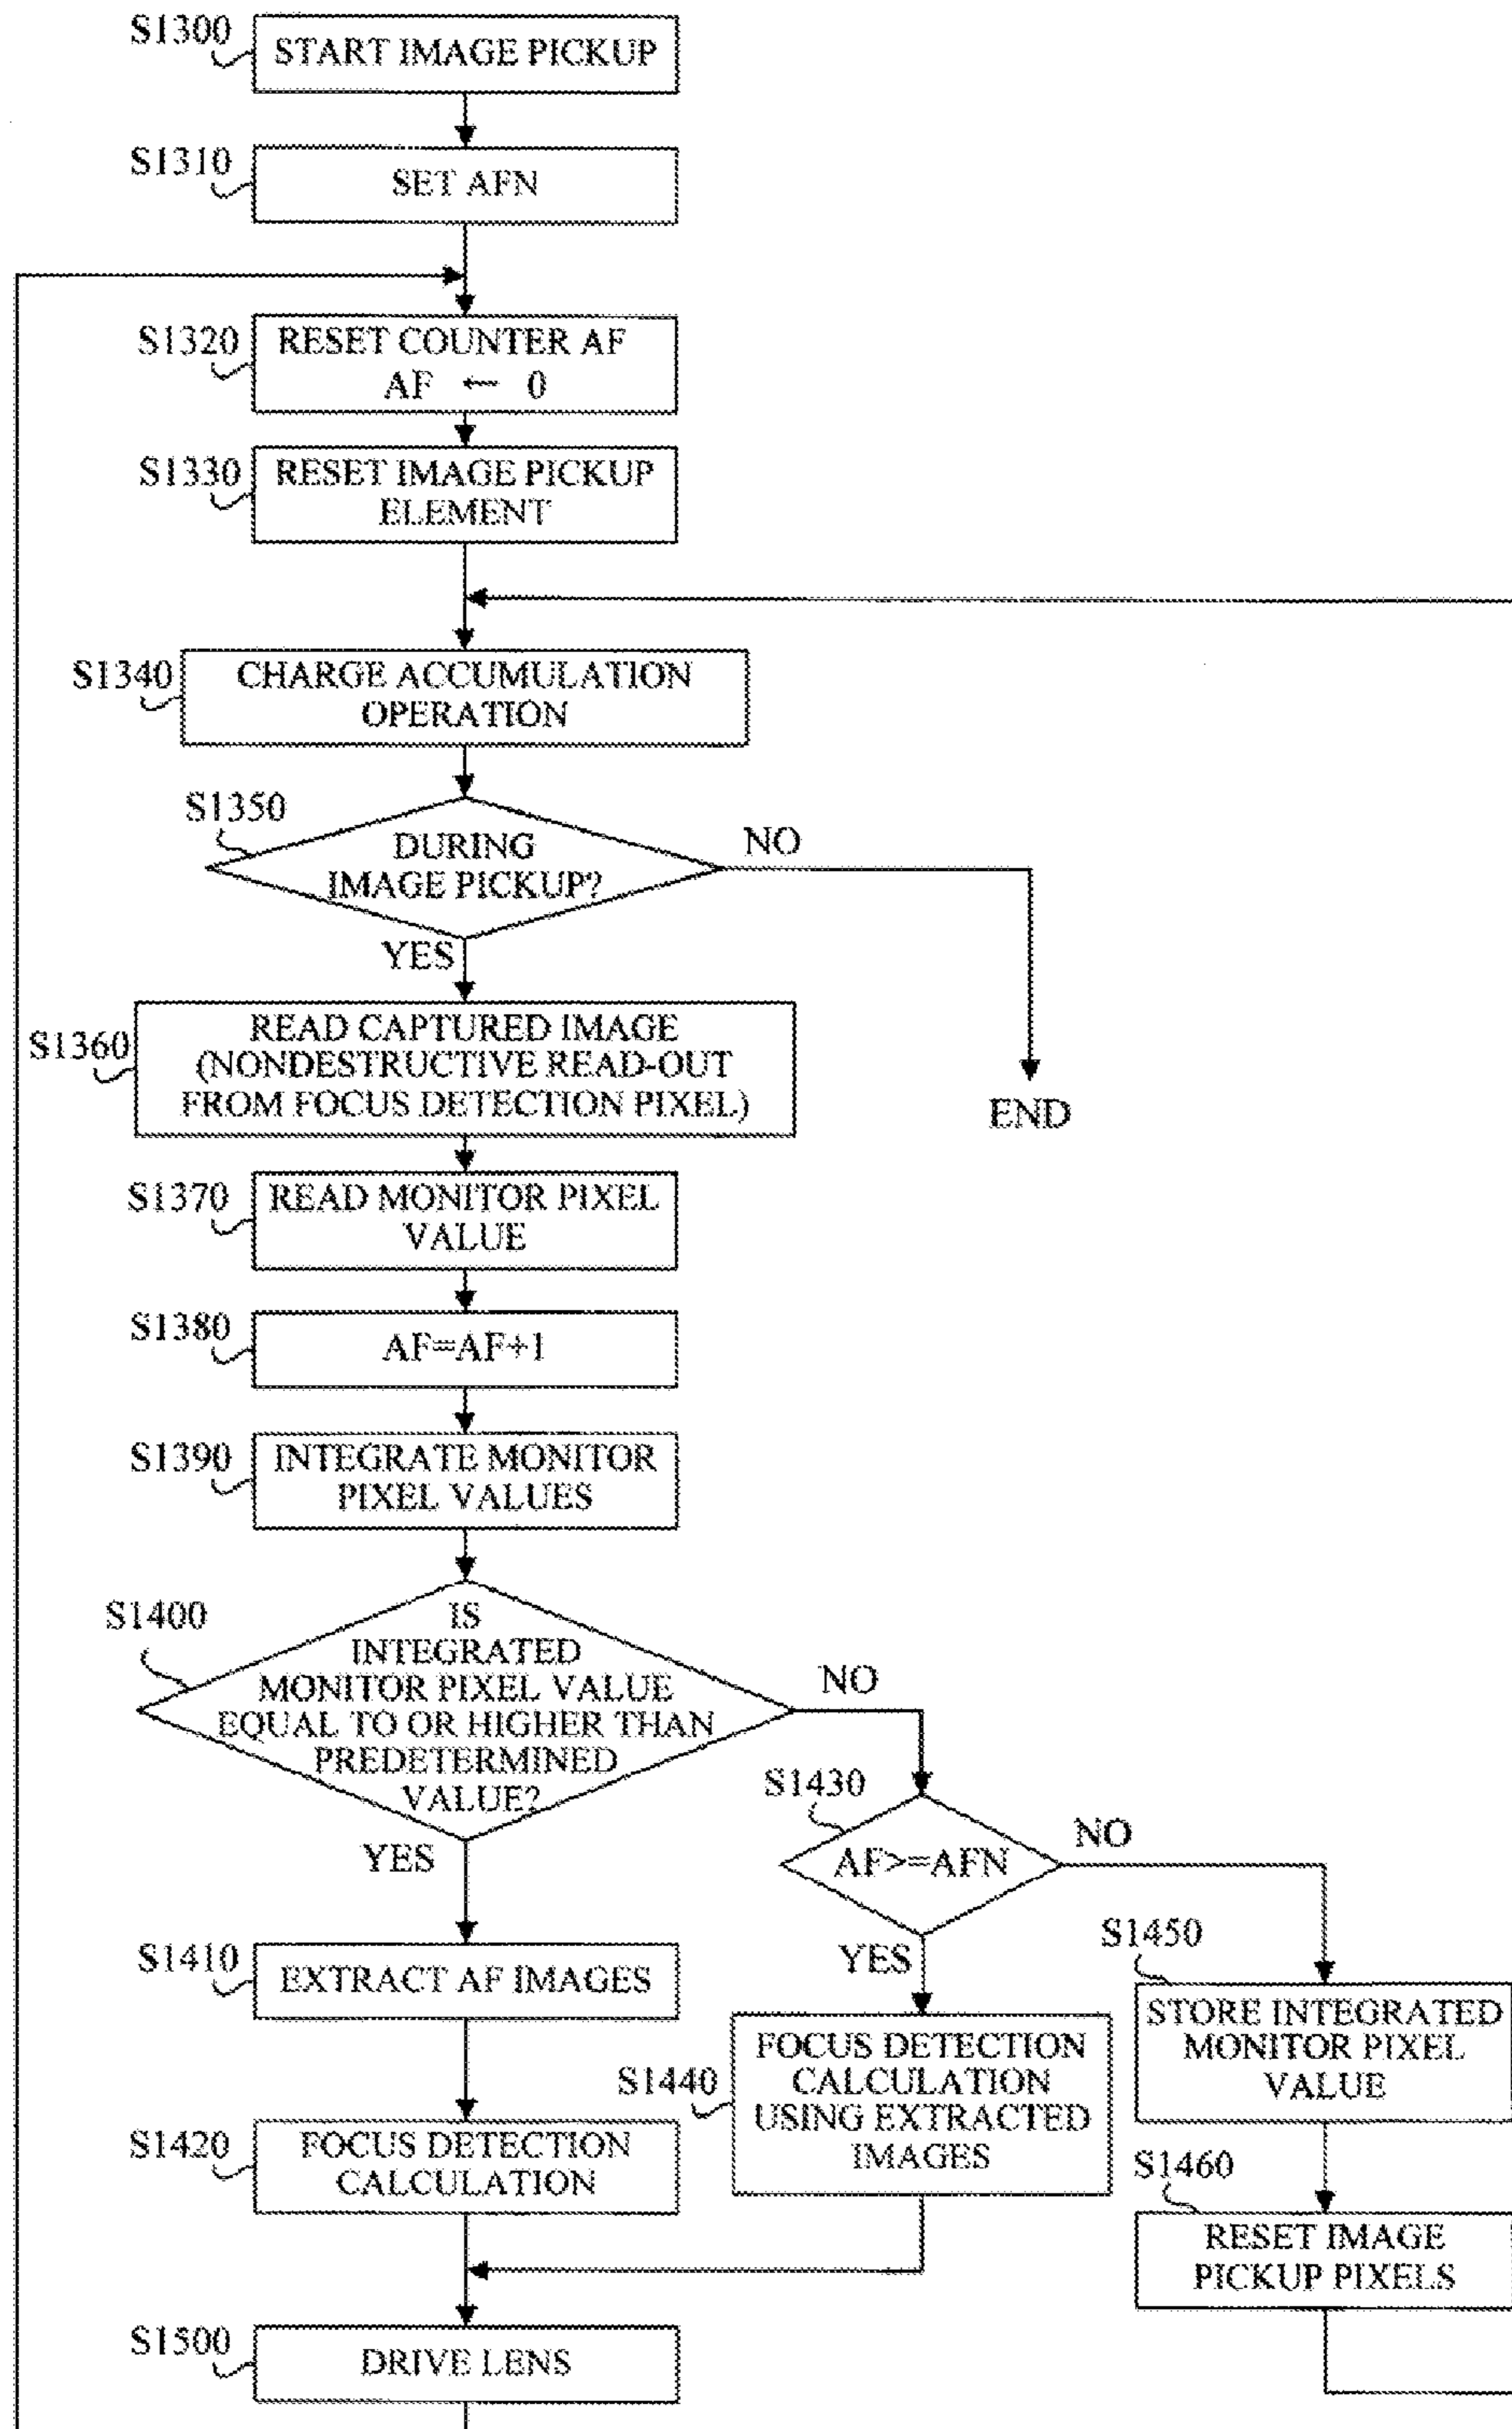 S1300
START IMAGE PICKUP
S1310
SET AFN
S1320
RESET COUNTER AF
AF ← 0
S1330
RESET IMAGE PICKUP
ELEMENT
S1340
CHARGE ACCUMULATION
OPERATION
S1350
DURING
IMAGE PICKUP?
NO
YES
END
S1360
READ CAPTURED IMAGE
(NONDESTRUCTIVE READ-OUT
FROM FOCUS DETECTION PIXEL)
S1370
READ MONITOR PIXEL
VALUE
S1380
AF=AF+1
S1390
INTEGRATE MONITOR
PIXEL VALUES
S1400
IS
INTEGRATED
MONITOR PIXEL VALUE
EQUAL TO OR HIGHER THAN
PREDETERMINED
VALUE?
NO
YES
S1430
AF>=AFN
NO
YES
S1410
EXTRACT AF IMAGES
S1420
FOCUS DETECTION
CALCULATION
S1440
FOCUS DETECTION
CALCULATION
USING EXTRACTED
IMAGES
S1450
STORE INTEGRATED
MONITOR PIXEL
VALUE
S1460
RESET IMAGE
PICKUP PIXELS
S1500
DRIVE LENS